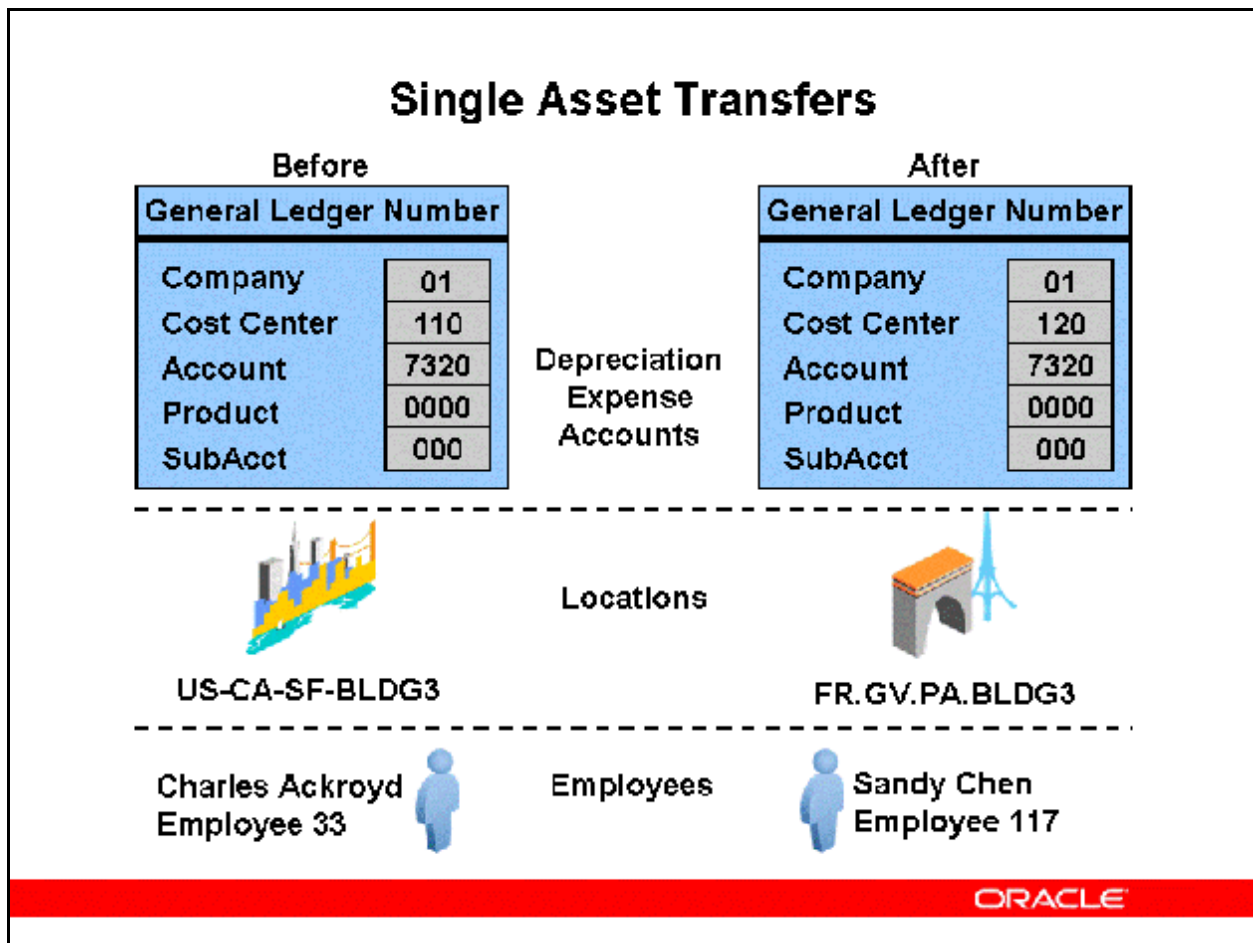 Single Asset Transfers
Before
General Ledger Number
Company 01
Cost Center 110
Account 7320
Product 0000
SubAcct 000
Depreciation
Expense
Accounts
After
General Ledger Number
Company 01
Cost Center 120
Account 7320
Product 0000
SubAcct 000
US-CA-SF-BLDG3
Locations
FR.GV.PA.BLDG3
Charles Ackroyd
Employee 33
Employees
Sandy Chen
Employee 117
ORACLE